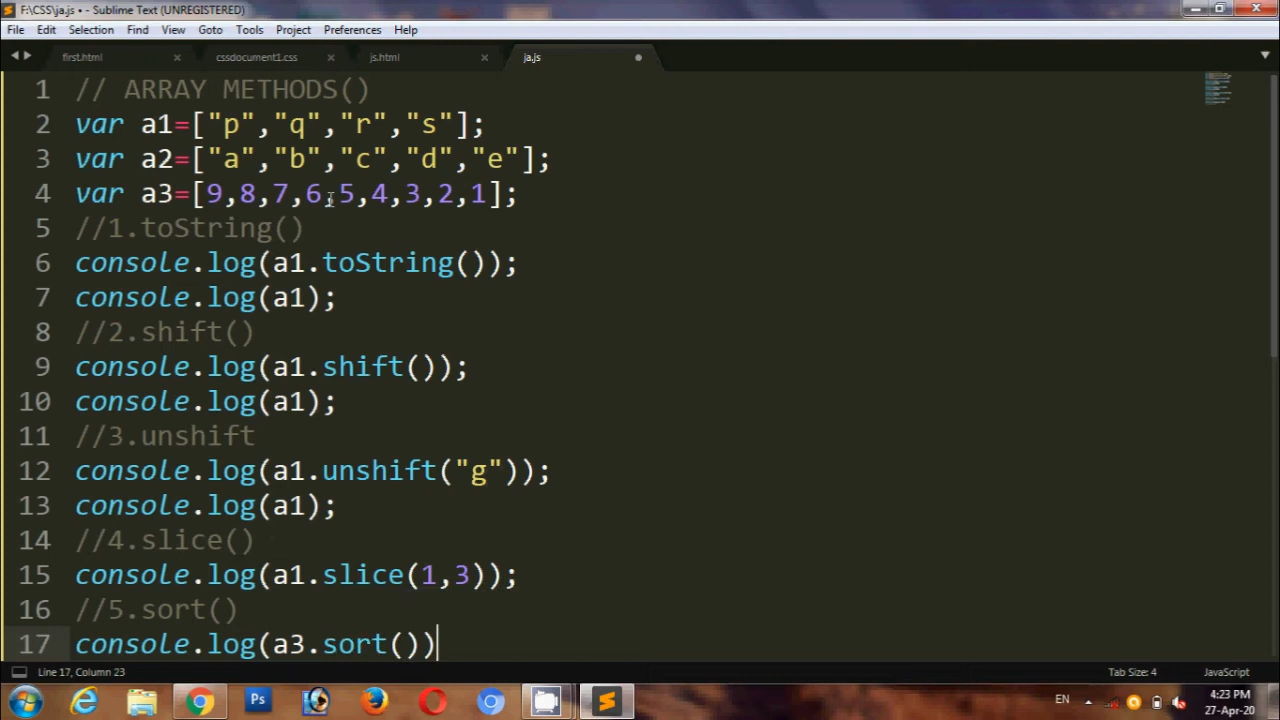 F:\CSS\ja.js • - Sublime Text (UNREGISTERED)
File Edit Selection Find View Goto Tools Project Preferences Help
first.html cssdocument1.css js.html ja.js
1 // ARRAY METHODS()
2 var a1=["p","q","r","s"];
3 var a2=["a","b","c","d","e"];
4 var a3=[9,8,7,6,5,4,3,2,1];
5 //1.toString()
6 console.log(a1.toString());
7 console.log(a1);
8 //2.shift()
9 console.log(a1.shift());
10 console.log(a1);
11 //3.unshift
12 console.log(a1.unshift("g"));
13 console.log(a1);
14 //4.slice()
15 console.log(a1.slice(1,3));
16 //5.sort()
17 console.log(a3.sort())
Line 17, Column 23 Tab Size: 4 JavaScript
Ps EN 4:23 PM
27-Apr-20